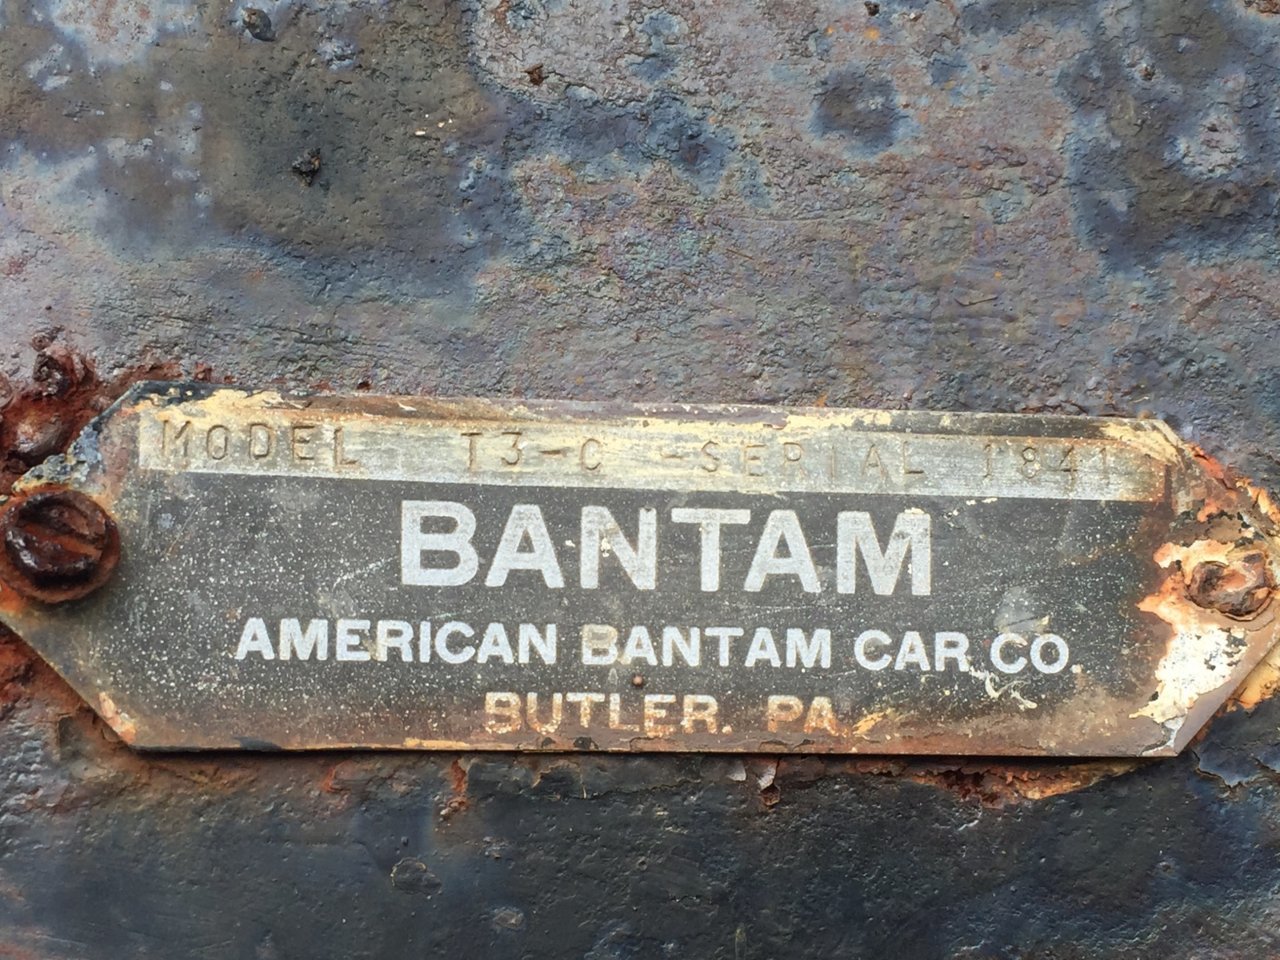 MODEL T3-C -SERIAL 1841
BANTAM
AMERICAN BANTAM CAR CO.
BUTLER. PA